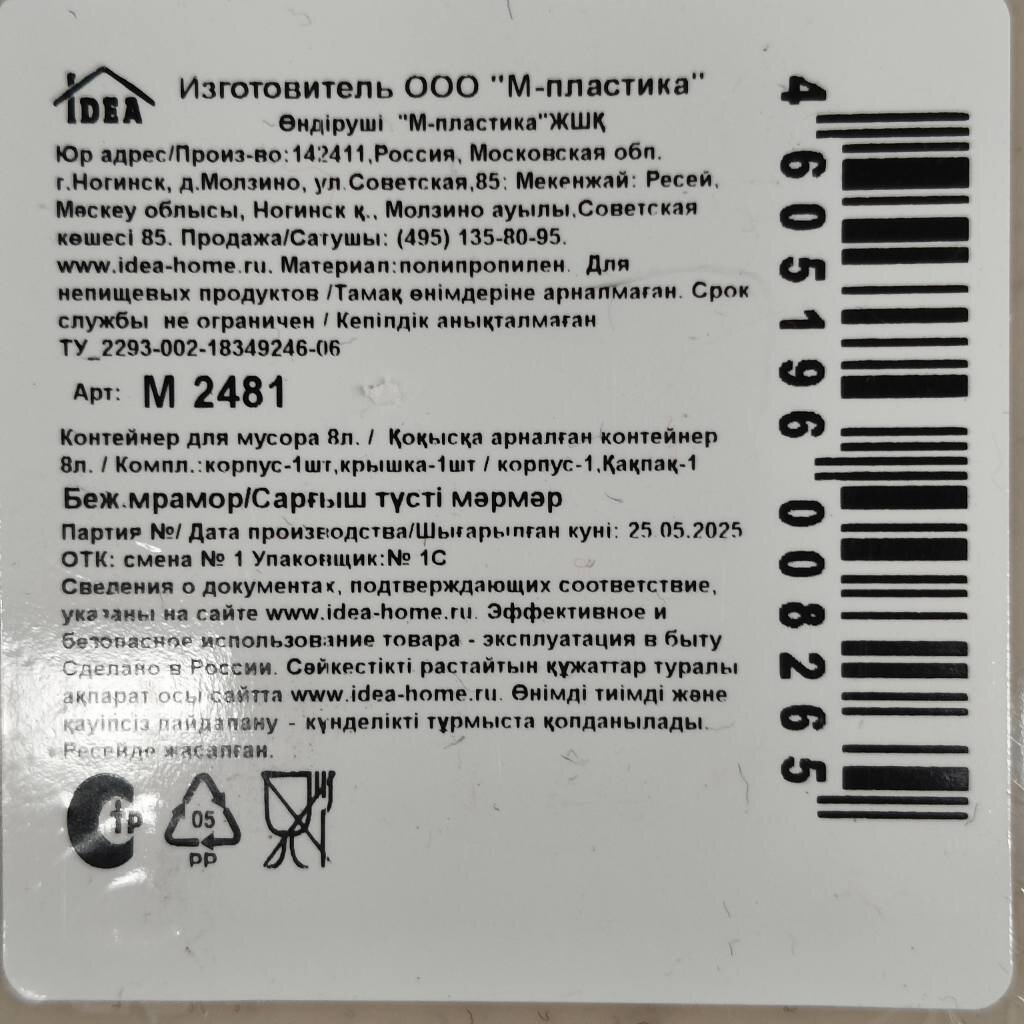 IDEA
Изготовитель ООО "М-пластика"
Өндіруші "М-пластика"ЖШҚ
Юр адрес/Произ-во:142411,Россия, Московская обл.
г.Ногинск, д.Молзино, ул.Советская,85: Мекенжай: Ресей,
Мәскеу облысы, Ногинск қ., Молзино ауылы,Советская
көшесі 85. Продажа/Сатушы: (495) 135-80-95.
www.idea-home.ru. Материал:полипропилен. Для
непищевых продуктов /Тамақ өнімдеріне арналмаған. Срок
службы не ограничен / Кепілдік анықталмаған
ТУ_2293-002-18349246-06
Арт: М 2481
Контейнер для мусора 8л. / Қоқысқа арналған контейнер
8л. / Компл.:корпус-1шт,крышка-1шт / корпус-1,Қақпақ-1
Беж.мрамор/Сарғыш түсті мәрмәр
Партия №/ Дата производства/Шығарылған күні: 25.05.2025
ОТК: смена № 1 Упаковщик:№ 1С
Сведения о документах, подтверждающих соответствие,
указаны на сайте www.idea-home.ru. Эффективное и
безопасное использование товара - эксплуатация в быту
Сделано в России. Сәйкестікті растайтын құжаттар туралы
ақпарат осы сайтта www.idea-home.ru. Өнімді тиімді және
қауіпсіз пайдалану - күнделікті тұрмыста қолданылады.
Ресейде жасалған.
СТР
05
PP
4 605196 008265